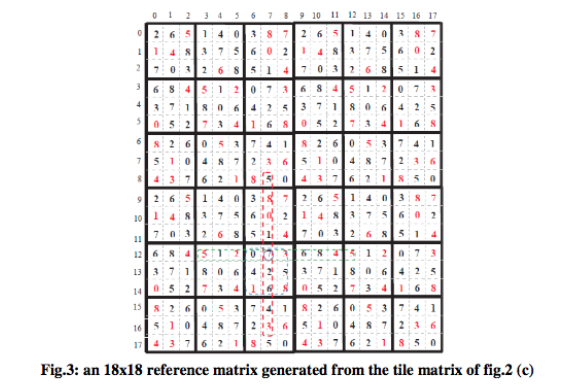 0 1 2 3 4 5 6 7 8 9 10 11 12 13 14 15 16 17
0 2 6 5 1 4 0 3 8 7 2 6 5 1 4 0 3 8 7
1 1 4 8 3 7 5 6 0 2 1 4 8 3 7 5 6 0 2
2 7 0 3 2 6 8 5 1 4 7 0 3 2 6 8 5 1 4
3 6 8 4 5 1 2 0 7 3 6 8 4 5 1 2 0 7 3
4 3 7 1 8 0 6 4 2 5 3 7 1 8 0 6 4 2 5
5 0 5 2 7 3 4 1 6 8 0 5 2 7 3 4 1 6 8
6 8 2 6 0 5 3 7 4 1 8 2 6 0 5 3 7 4 1
7 5 1 0 4 8 7 2 3 6 5 1 0 4 8 7 2 3 6
8 4 3 7 6 2 1 8 5 0 4 3 7 6 2 1 8 5 0
9 2 6 5 1 4 0 3 8 7 2 6 5 1 4 0 3 8 7
10 1 4 8 3 7 5 6 0 2 1 4 8 3 7 5 6 0 2
11 7 0 3 2 6 8 5 1 4 7 0 3 2 6 8 5 1 4
12 6 8 4 5 1 2 0 7 3 6 8 4 5 1 2 0 7 3
13 3 7 1 8 0 6 4 2 5 3 7 1 8 0 6 4 2 5
14 0 5 2 7 3 4 1 6 8 0 5 2 7 3 4 1 6 8
15 8 2 6 0 5 3 7 4 1 8 2 6 0 5 3 7 4 1
16 5 1 0 4 8 7 2 3 6 5 1 0 4 8 7 2 3 6
17 4 3 7 6 2 1 8 5 0 4 3 7 6 2 1 8 5 0
Fig.3: an 18x18 reference matrix generated from the tile matrix of fig.2 (c)